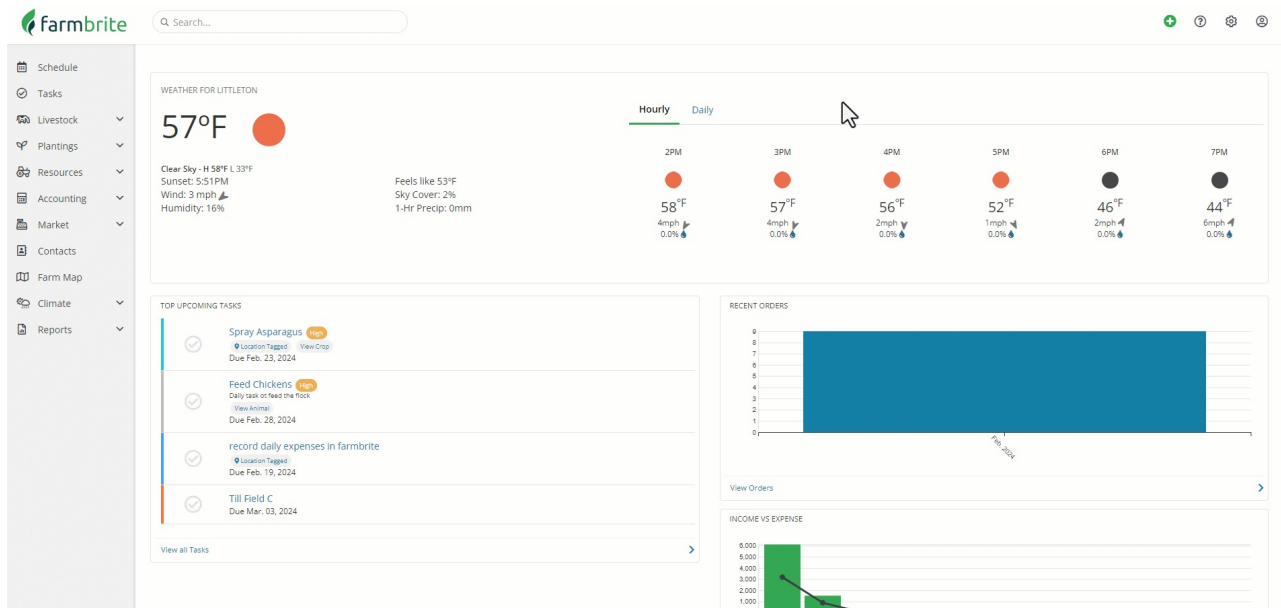 farmbrite
Search...
Schedule
Tasks
Livestock
Plantings
Resources
Accounting
Market
Contacts
Farm Map
Climate
Reports
WEATHER FOR LITTLETON
57°F
Clear Sky - H 58°F L 33°F
Sunset: 5:51PM
Wind: 3 mph
Humidity: 16%
Feels like 53°F
Sky Cover: 2%
1-Hr Precip: 0mm
Hourly Daily
2PM 3PM 4PM 5PM 6PM 7PM
58°F 57°F 56°F 52°F 46°F 44°F
4mph 4mph 2mph 1mph 2mph 6mph
0.0% 0.0% 0.0% 0.0% 0.0% 0.0%
TOP UPCOMING TASKS
Spray Asparagus High
Location Tagged View Crop
Due Feb. 23, 2024
Feed Chickens High
Daily task ot feed the flock
View Animal
Due Feb. 28, 2024
record daily expenses in farmbrite
Location Tagged
Due Feb. 19, 2024
Till Field C
Due Mar. 03, 2024
View all Tasks
RECENT ORDERS
9
8
7
6
5
4
3
2
1
0
Feb, 2024
View Orders
INCOME VS EXPENSE
6,000
5,000
4,000
3,000
2,000
1,000